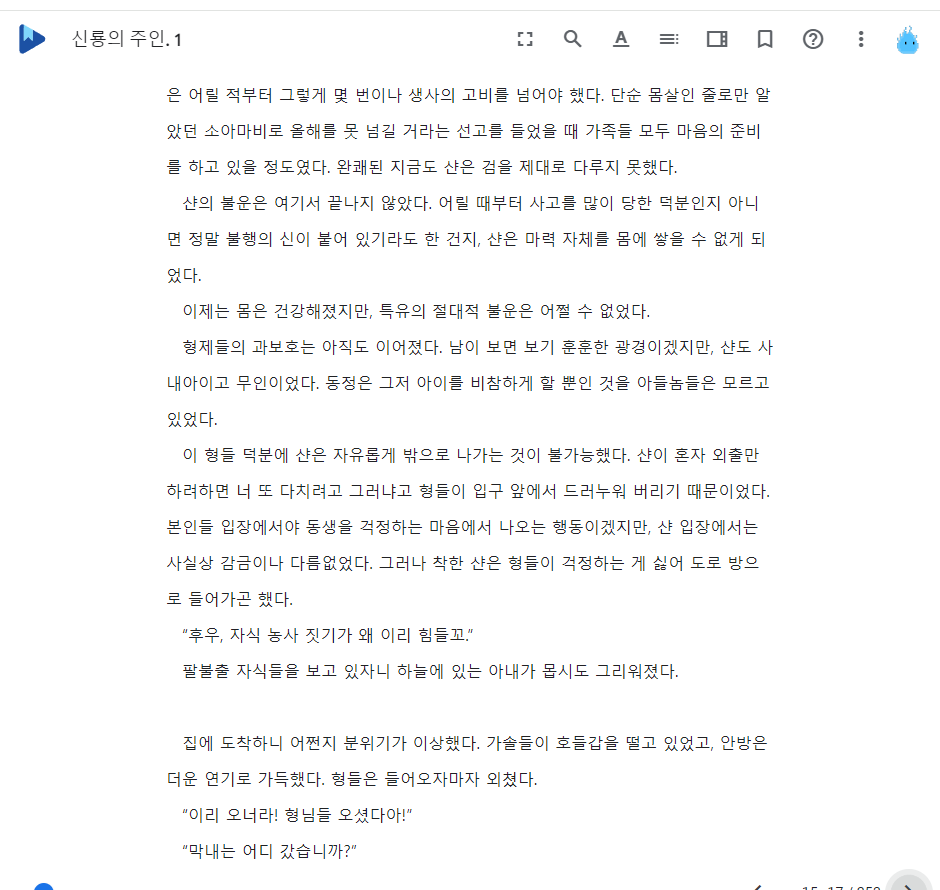 신룡의 주인. 1
은 어릴 적부터 그렇게 몇 번이나 생사의 고비를 넘어야 했다. 단순 몸살인 줄로만 알
았던 소아마비로 올해를 못 넘길 거라는 선고를 들었을 때 가족들 모두 마음의 준비
를 하고 있을 정도였다. 완쾌된 지금도 샨은 검을 제대로 다루지 못했다.
샨의 불운은 여기서 끝나지 않았다. 어릴 때부터 사고를 많이 당한 덕분인지 아니
면 정말 불행의 신이 붙어 있기라도 한 건지, 샨은 마력 자체를 몸에 쌓을 수 없게 되
었다.
이제는 몸은 건강해졌지만, 특유의 절대적 불운은 어쩔 수 없었다.
형제들의 과보호는 아직도 이어졌다. 남이 보면 보기 훈훈한 광경이겠지만, 샨도 사
내아이고 무인이었다. 동정은 그저 아이를 비참하게 할 뿐인 것을 아들놈들은 모르고
있었다.
이 형들 덕분에 샨은 자유롭게 밖으로 나가는 것이 불가능했다. 샨이 혼자 외출만
하려하면 너 또 다치려고 그러냐고 형들이 입구 앞에서 드러누워 버리기 때문이었다.
본인들 입장에서야 동생을 걱정하는 마음에서 나오는 행동이겠지만, 샨 입장에서는
사실상 감금이나 다름없었다. 그러나 착한 샨은 형들이 걱정하는 게 싫어 도로 방으
로 들어가곤 했다.
"후우, 자식 농사 짓기가 왜 이리 힘들꼬."
팔불출 자식들을 보고 있자니 하늘에 있는 아내가 몹시도 그리워졌다.
집에 도착하니 어쩐지 분위기가 이상했다. 가솔들이 호들갑을 떨고 있었고, 안방은
더운 연기로 가득했다. 형들은 들어오자마자 외쳤다.
"이리 오너라! 형님들 오셨다아!"
"막내는 어디 갔습니까?"